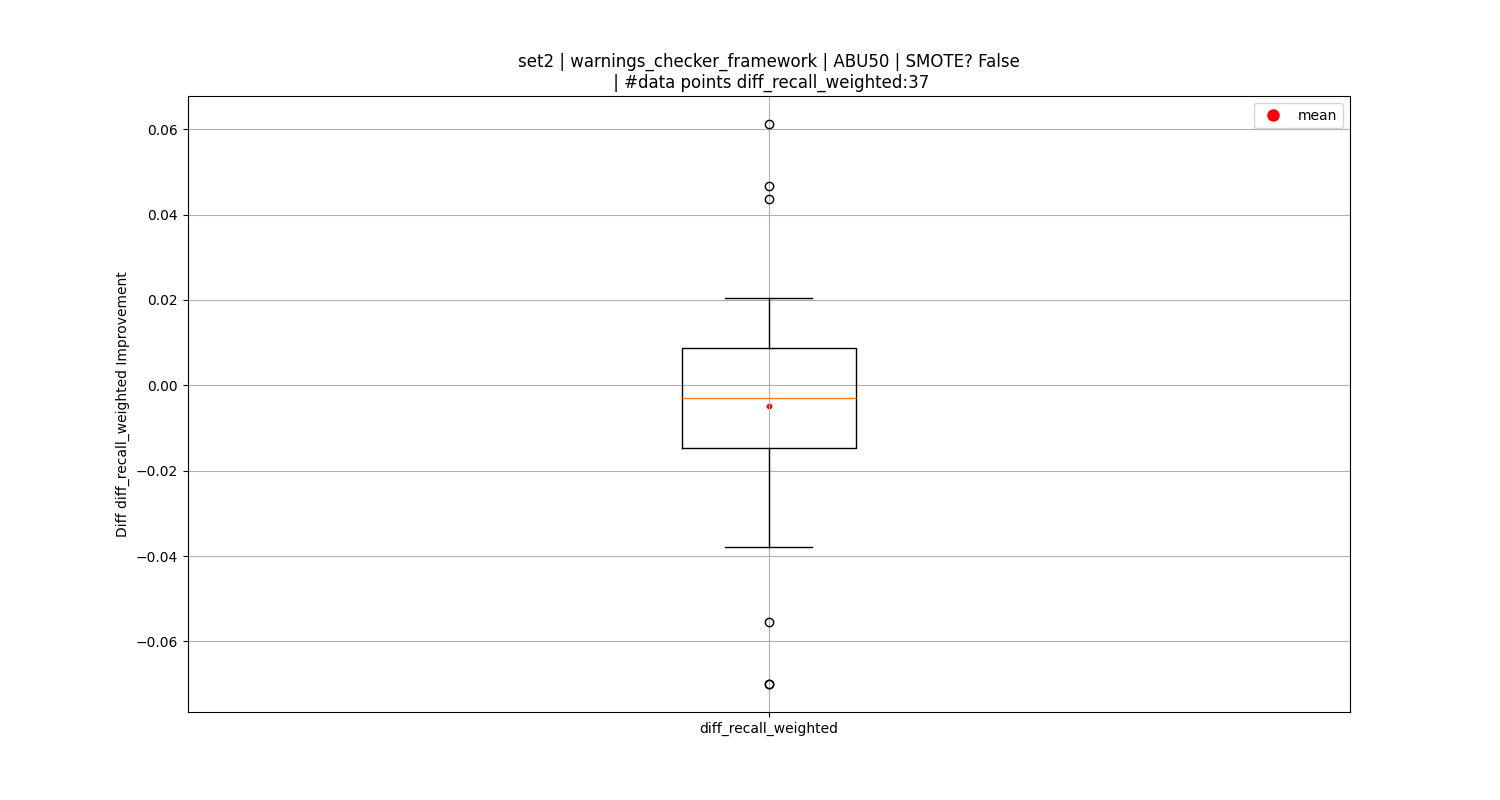 set2 | warnings_checker_framework | ABU50 | SMOTE? False
| #data points diff_recall_weighted:37
mean
0.06
0.04
0.02
0.00
−0.02
−0.04
−0.06
Diff diff_recall_weighted Improvement
diff_recall_weighted